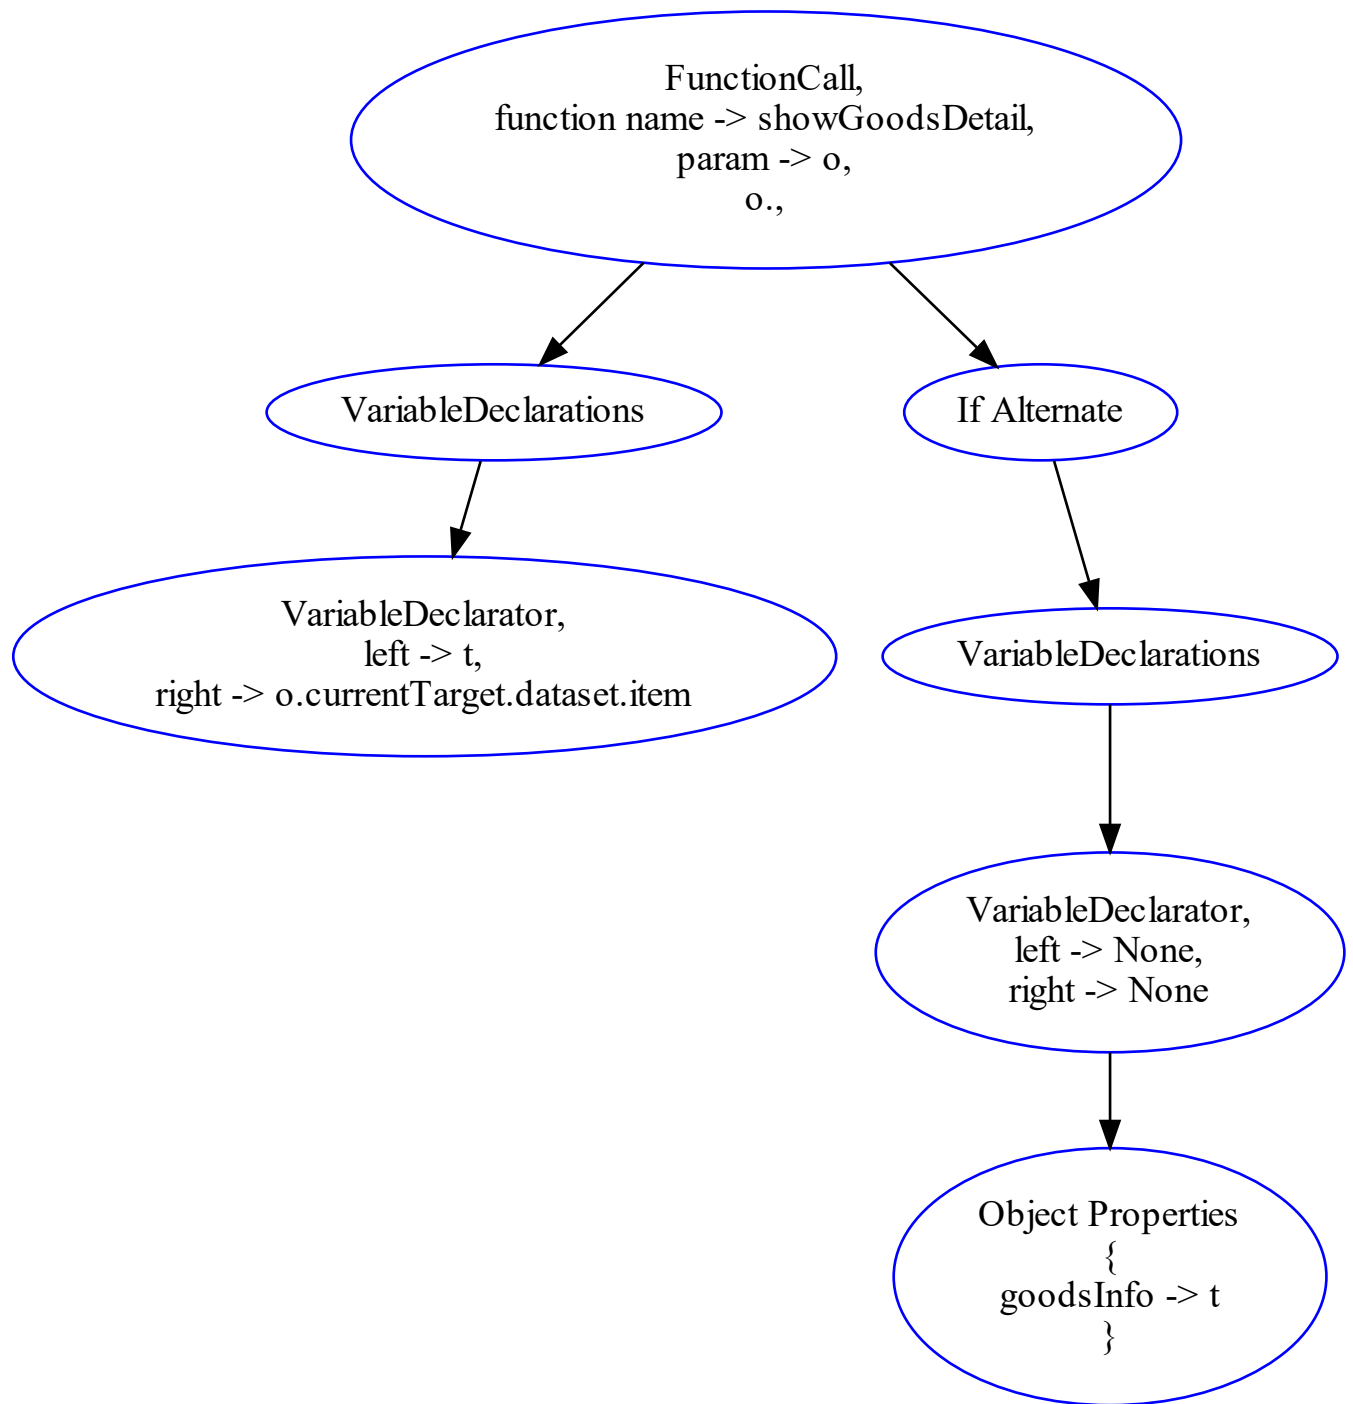 FunctionCall,
function name -> showGoodsDetail,
param -> o,
o.,
VariableDeclarations
If Alternate
VariableDeclarator,
left -> t,
right -> o.currentTarget.dataset.item
VariableDeclarations
VariableDeclarator,
left -> None,
right -> None
Object Properties
{
goodsInfo -> t
}